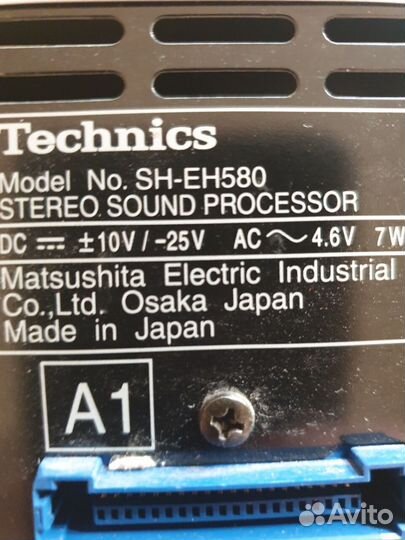 Technics
Model No. SH-EH580
STEREO SOUND PROCESSOR
DC ⎓ ±10V/-25V AC ∼ 4.6V 7W
Matsushita Electric Industrial
Co.,Ltd. Osaka Japan
Made in Japan
A1
Avito